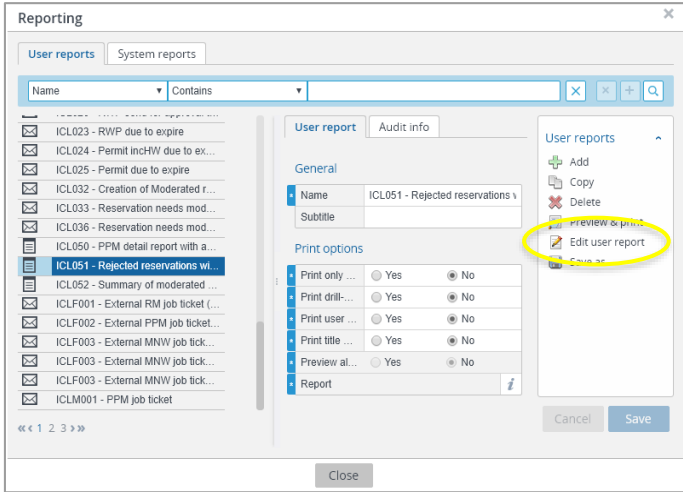 Reporting
User reports
System reports
Name
Contains
ICL023 - RWP due to expire
ICL024 - Permit incHW due to ex...
ICL025 - Permit due to expire
ICL032 - Creation of Moderated r...
ICL033 - Reservation needs mod...
ICL036 - Reservation needs mod...
ICL050 - PPM detail report with a...
ICL051 - Rejected reservations wi...
ICL052 - Summary of moderated ...
ICLF001 - External RM job ticket (...
ICLF002 - External PPM job ticket...
ICLF003 - External MNW job tick...
ICLF003 - External MNW job tick...
ICLF003 - External MNW job tick...
ICLM001 - PPM job ticket
1 2 3
User report
Audit info
General
Name ICL051 - Rejected reservations
Subtitle
Print options
Print only ... Yes No
Print drill-... Yes No
Print user ... Yes No
Print title ... Yes No
Preview al... Yes No
Report i
User reports
Add
Copy
Delete
Preview & print
Edit user report
Save as
Cancel
Save
Close